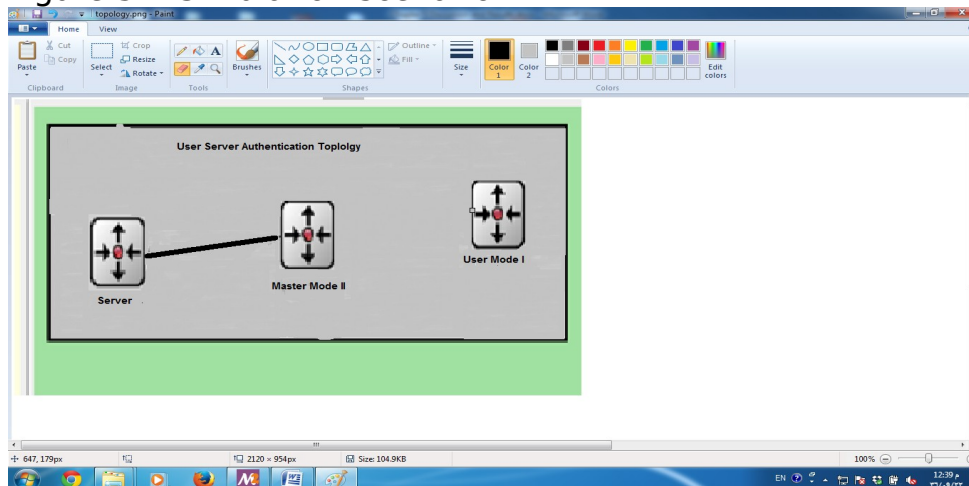 topology.png - Paint
Home View
Paste
Cut
Copy
Clipboard
Select
Crop
Resize
Rotate
Image
A
Tools
Brushes
Outline
Fill
Shapes
Size
Color 1
Color 2
Edit colors
Colors
User Server Authentication Toplolgy
Server
Master Mode II
User Mode I
647, 179px
2120 × 954px
Size: 104.9KB
100%
EN
12:39 م